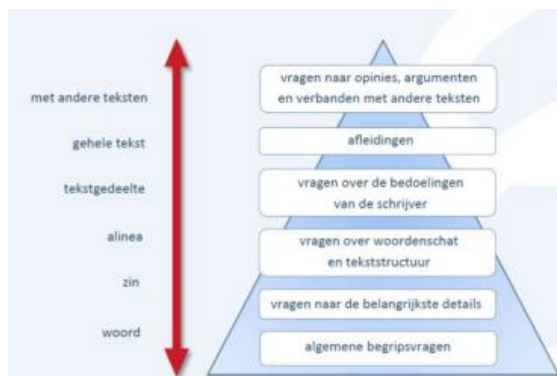 met andere teksten
gehele tekst
tekstgedeelte
alinea
zin
woord
vragen naar opinies, argumenten
en verbanden met andere teksten
afleidingen
vragen over de bedoelingen
van de schrijver
vragen over woordenschat
en tekststructuur
vragen naar de belangrijkste details
algemene begripsvragen